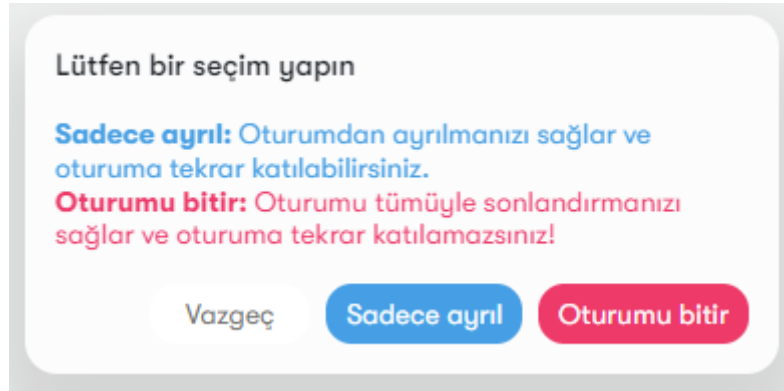 Lütfen bir seçim yapın
Sadece ayrıl: Oturumdan ayrılmanızı sağlar ve
oturuma tekrar katılabilirsiniz.
Oturumu bitir: Oturumu tümüyle sonlandırmanızı
sağlar ve oturuma tekrar katılamazsınız!
Vazgeç Sadece ayrıl Oturumu bitir